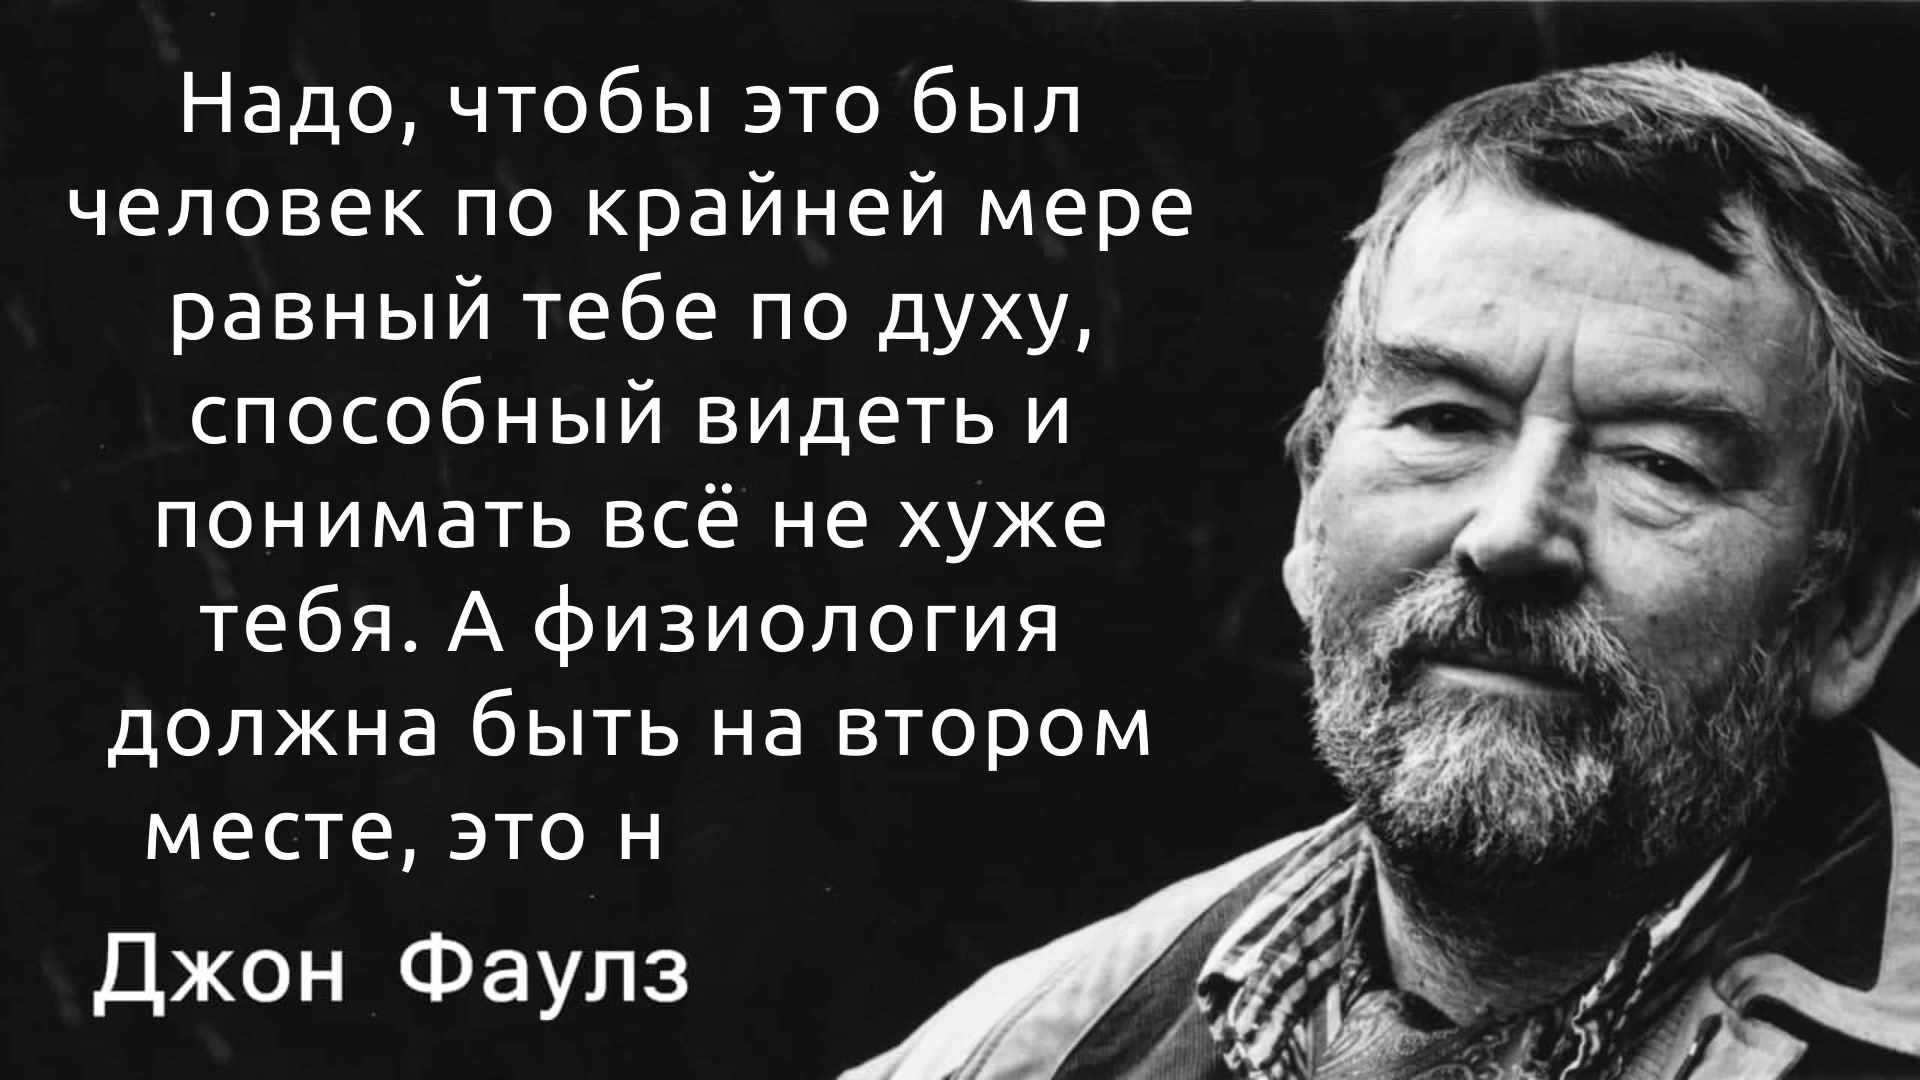 Надо, чтобы это был
человек по крайней мере
равный тебе по духу,
способный видеть и
понимать всё не хуже
тебя. А физиология
должна быть на втором
месте, это н
Джон Фаулз